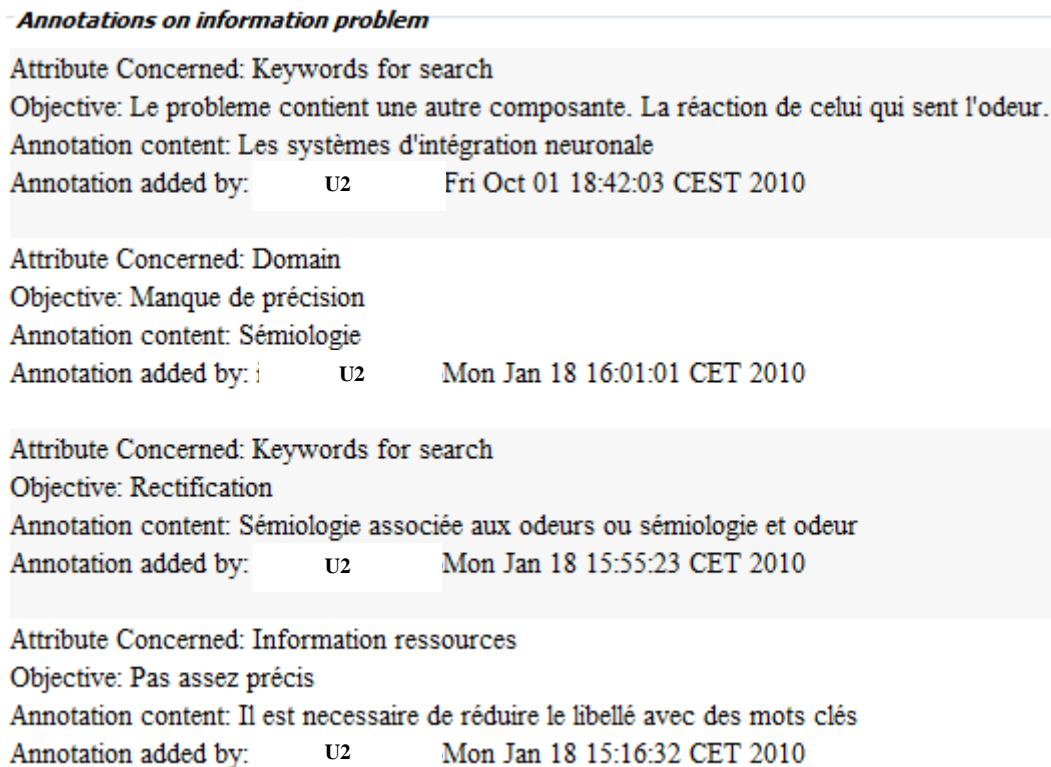 Annotations on information problem
Attribute Concerned: Keywords for search
Objective: Le probleme contient une autre composante. La réaction de celui qui sent l'odeur.
Annotation content: Les systèmes d'intégration neuronale
Annotation added by: U2 Fri Oct 01 18:42:03 CEST 2010
Attribute Concerned: Domain
Objective: Manque de précision
Annotation content: Sémiologie
Annotation added by: U2 Mon Jan 18 16:01:01 CET 2010
Attribute Concerned: Keywords for search
Objective: Rectification
Annotation content: Sémiologie associée aux odeurs ou sémiologie et odeur
Annotation added by: U2 Mon Jan 18 15:55:23 CET 2010
Attribute Concerned: Information ressources
Objective: Pas assez précis
Annotation content: Il est necessaire de réduire le libellé avec des mots clés
Annotation added by: U2 Mon Jan 18 15:16:32 CET 2010